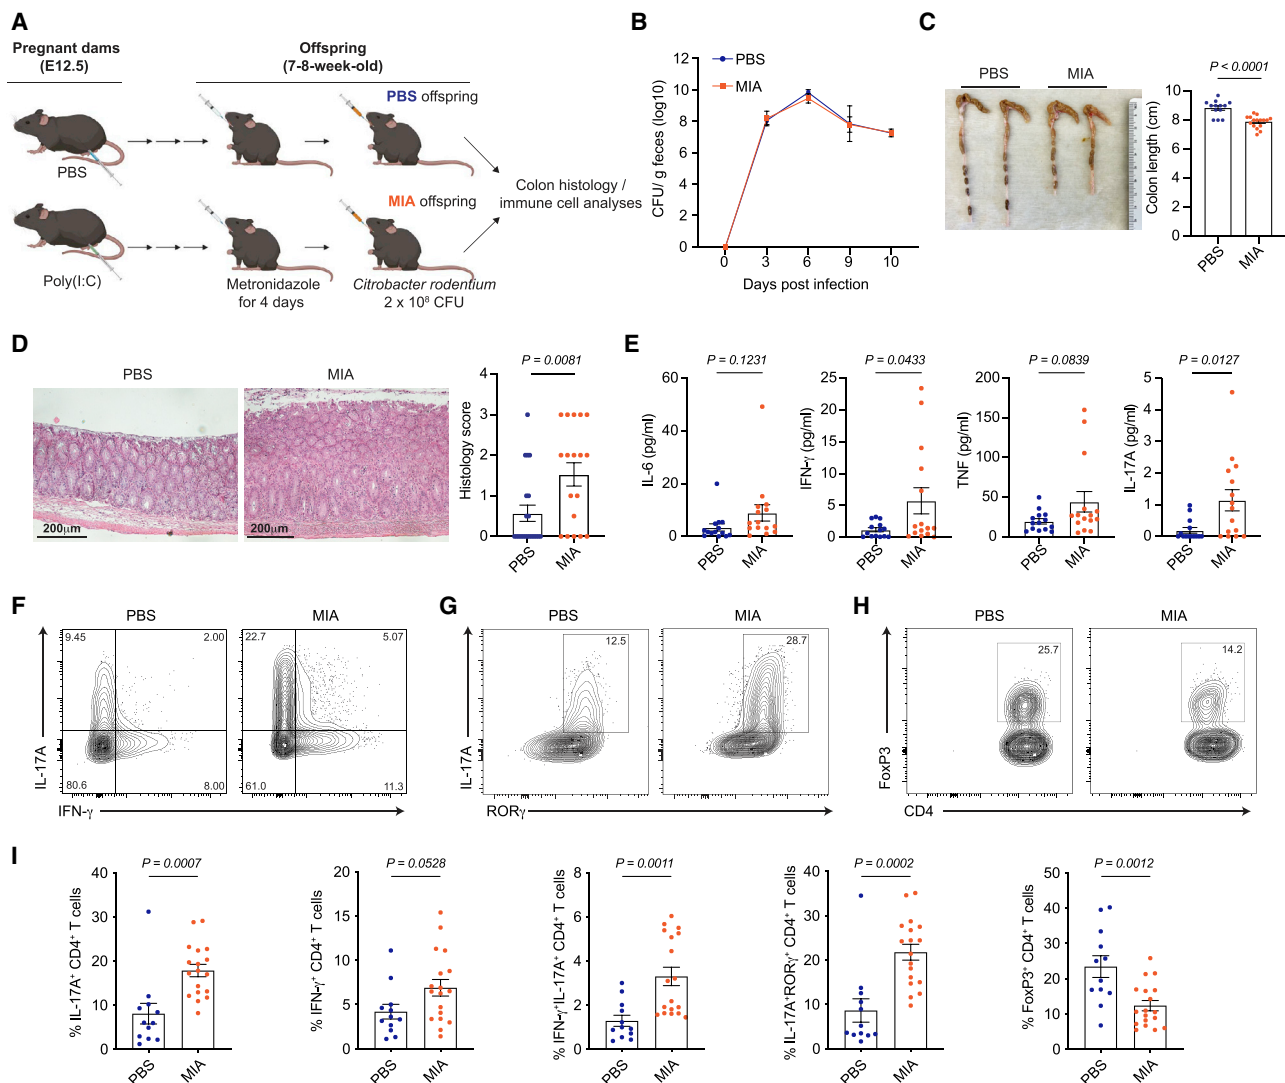 A
Pregnant dams
(E12.5)
Offspring
(7-8-week-old)
PBS offspring
PBS
MIA offspring
Colon histology /
immune cell analyses
Poly(I:C)
Metronidazole
for 4 days
Citrobacter rodentium
2 x 10⁸ CFU
B
PBS
MIA
CFU/ g feces (log10)
12
10
8
6
4
2
0
0 3 6 9 10
Days post infection
C
PBS MIA
P < 0.0001
Colon length (cm)
10
8
6
4
2
0
PBS MIA
D
PBS MIA
200µm 200µm
P = 0.0081
Histology score
4
3
2
1
0
PBS MIA
E
P = 0.1231
IL-6 (pg/ml)
60
40
20
0
PBS MIA
P = 0.0433
IFN-γ (pg/ml)
25
20
15
10
5
0
PBS MIA
P = 0.0839
TNF (pg/ml)
200
150
100
50
0
PBS MIA
P = 0.0127
IL-17A (pg/ml)
5
4
3
2
1
0
PBS MIA
F
PBS MIA
9.45 2.00 22.7 5.07
80.6 8.00 61.0 11.3
IL-17A
IFN-γ
G
PBS MIA
12.5 28.7
IL-17A
RORγ
H
PBS MIA
25.7 14.2
FoxP3
CD4
I
P = 0.0007
% IL-17A⁺ CD4⁺ T cells
40
30
20
10
0
PBS MIA
P = 0.0528
% IFN-γ⁺ CD4⁺ T cells
20
15
10
5
0
PBS MIA
P = 0.0011
% IFN-γ⁺IL-17A⁺ CD4⁺ T cells
8
6
4
2
0
PBS MIA
P = 0.0002
% IL-17A⁺RORγ⁺ CD4⁺ T cells
40
30
20
10
0
PBS MIA
P = 0.0012
% FoxP3⁺ CD4⁺ T cells
50
40
30
20
10
0
PBS MIA